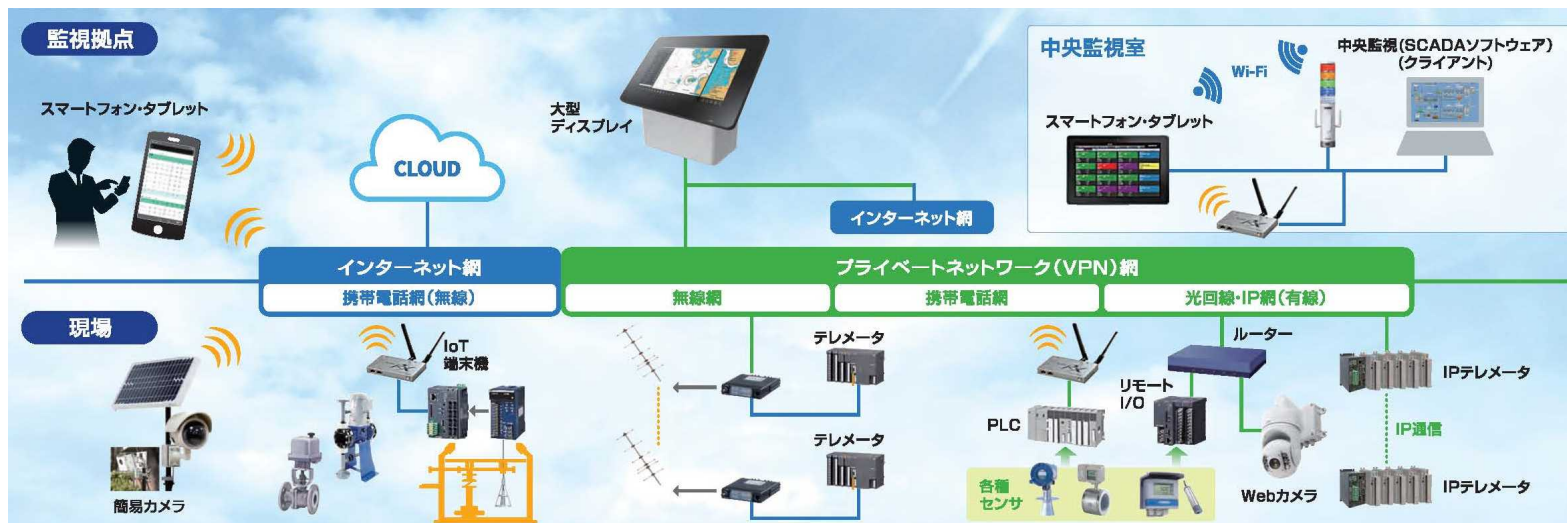 監視拠点
スマートフォン・タブレット
CLOUD
大型
ディスプレイ
インターネット網
中央監視室
Wi-Fi
中央監視(SCADAソフトウェア)
(クライアント)
スマートフォン・タブレット
インターネット網
携帯電話網(無線)
プライベートネットワーク(VPN)網
無線網
携帯電話網
光回線・IP網(有線)
現場
簡易カメラ
IoT
端末機
テレメータ
テレメータ
PLC
リモート
I/O
ルーター
各種
センサ
Webカメラ
IPテレメータ
IP通信
IPテレメータ